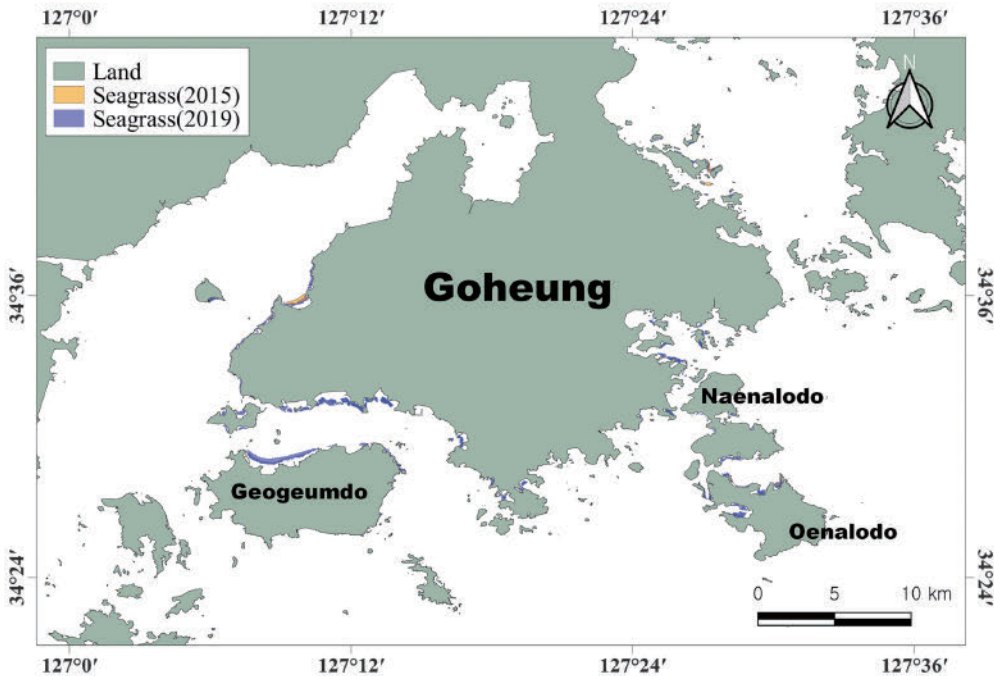 127°0′ 127°12′ 127°24′ 127°36′
Land
Seagrass(2015)
Seagrass(2019)
N
34°36′ 34°36′
Goheung
Naenalodo
Geogeumdo
Oenalodo
34°24′ 34°24′
0 5 10 km
127°0′ 127°12′ 127°24′ 127°36′